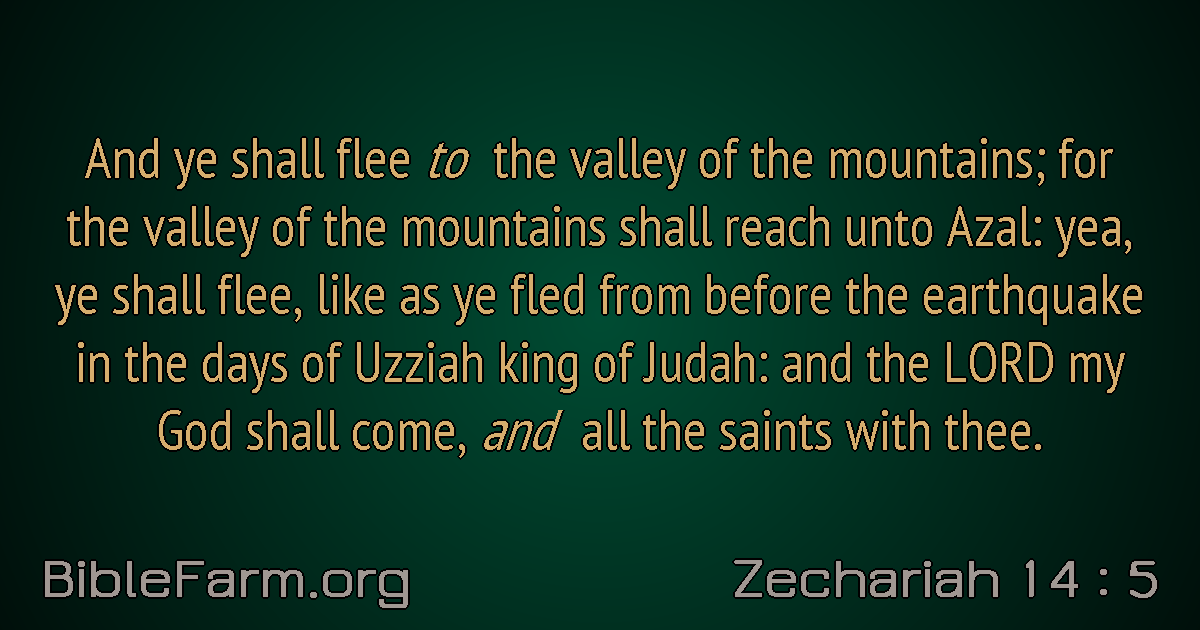 And ye shall flee to the valley of the mountains; for
the valley of the mountains shall reach unto Azal: yea,
ye shall flee, like as ye fled from before the earthquake
in the days of Uzziah king of Judah: and the LORD my
God shall come, and all the saints with thee.
BibleFarm.org
Zechariah 14 : 5